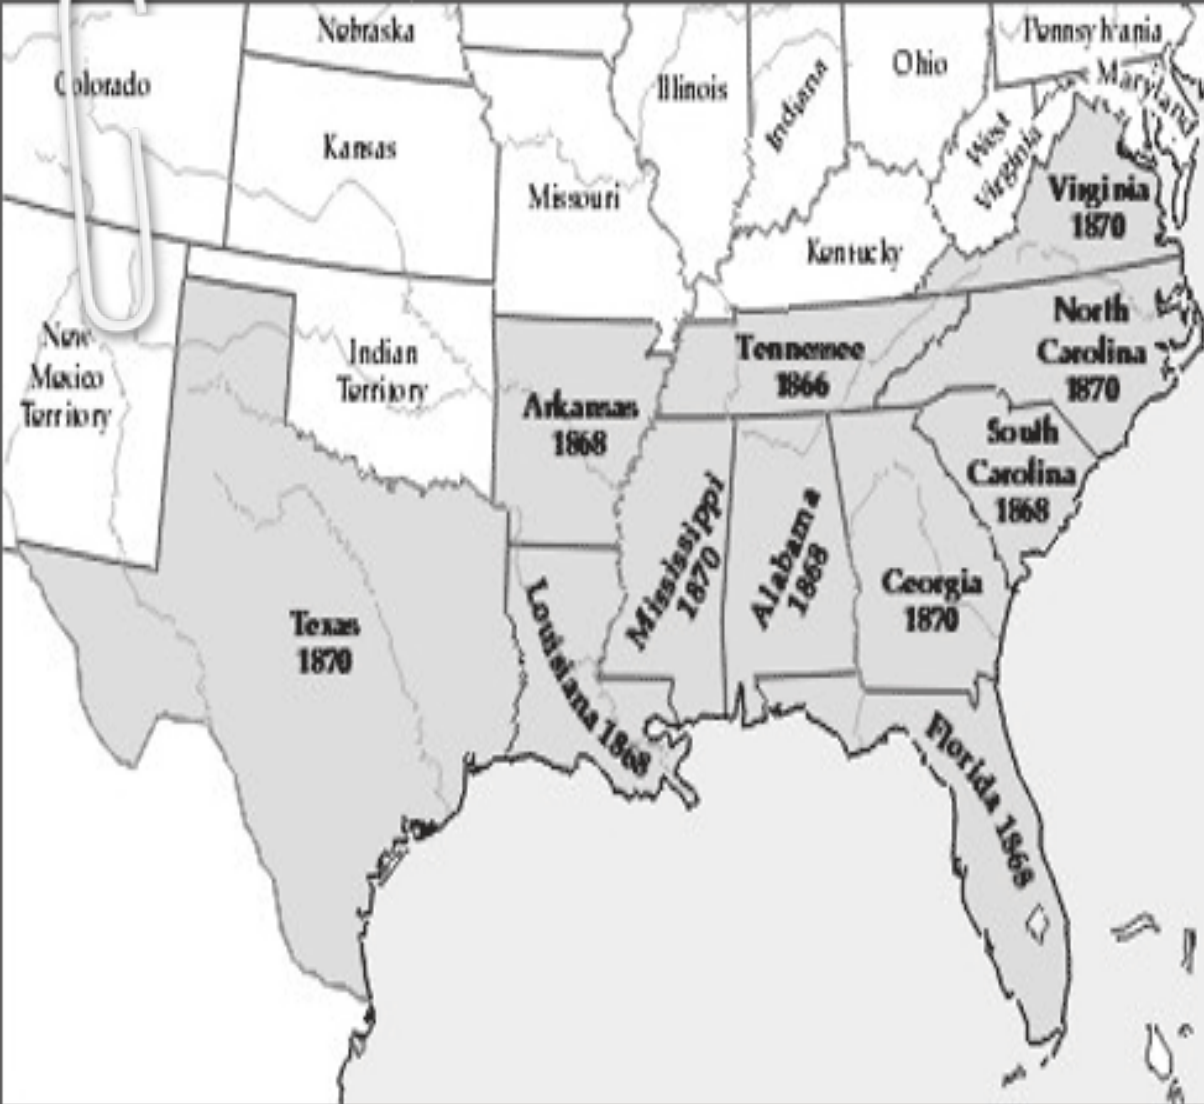 Nebraska
Pennsylvania
Colorado
Ohio
Maryland
Illinois
Indiana
Kansas
West
Virginia
Missouri
Virginia
1870
Kentucky
New
Mexico
Territory
Indian
Territory
Tennessee
1866
North
Carolina
1870
Arkansas
1868
South
Carolina
1868
Mississippi
1870
Alabama
1868
Georgia
1870
Texas
1870
Louisiana 1868
Florida 1868